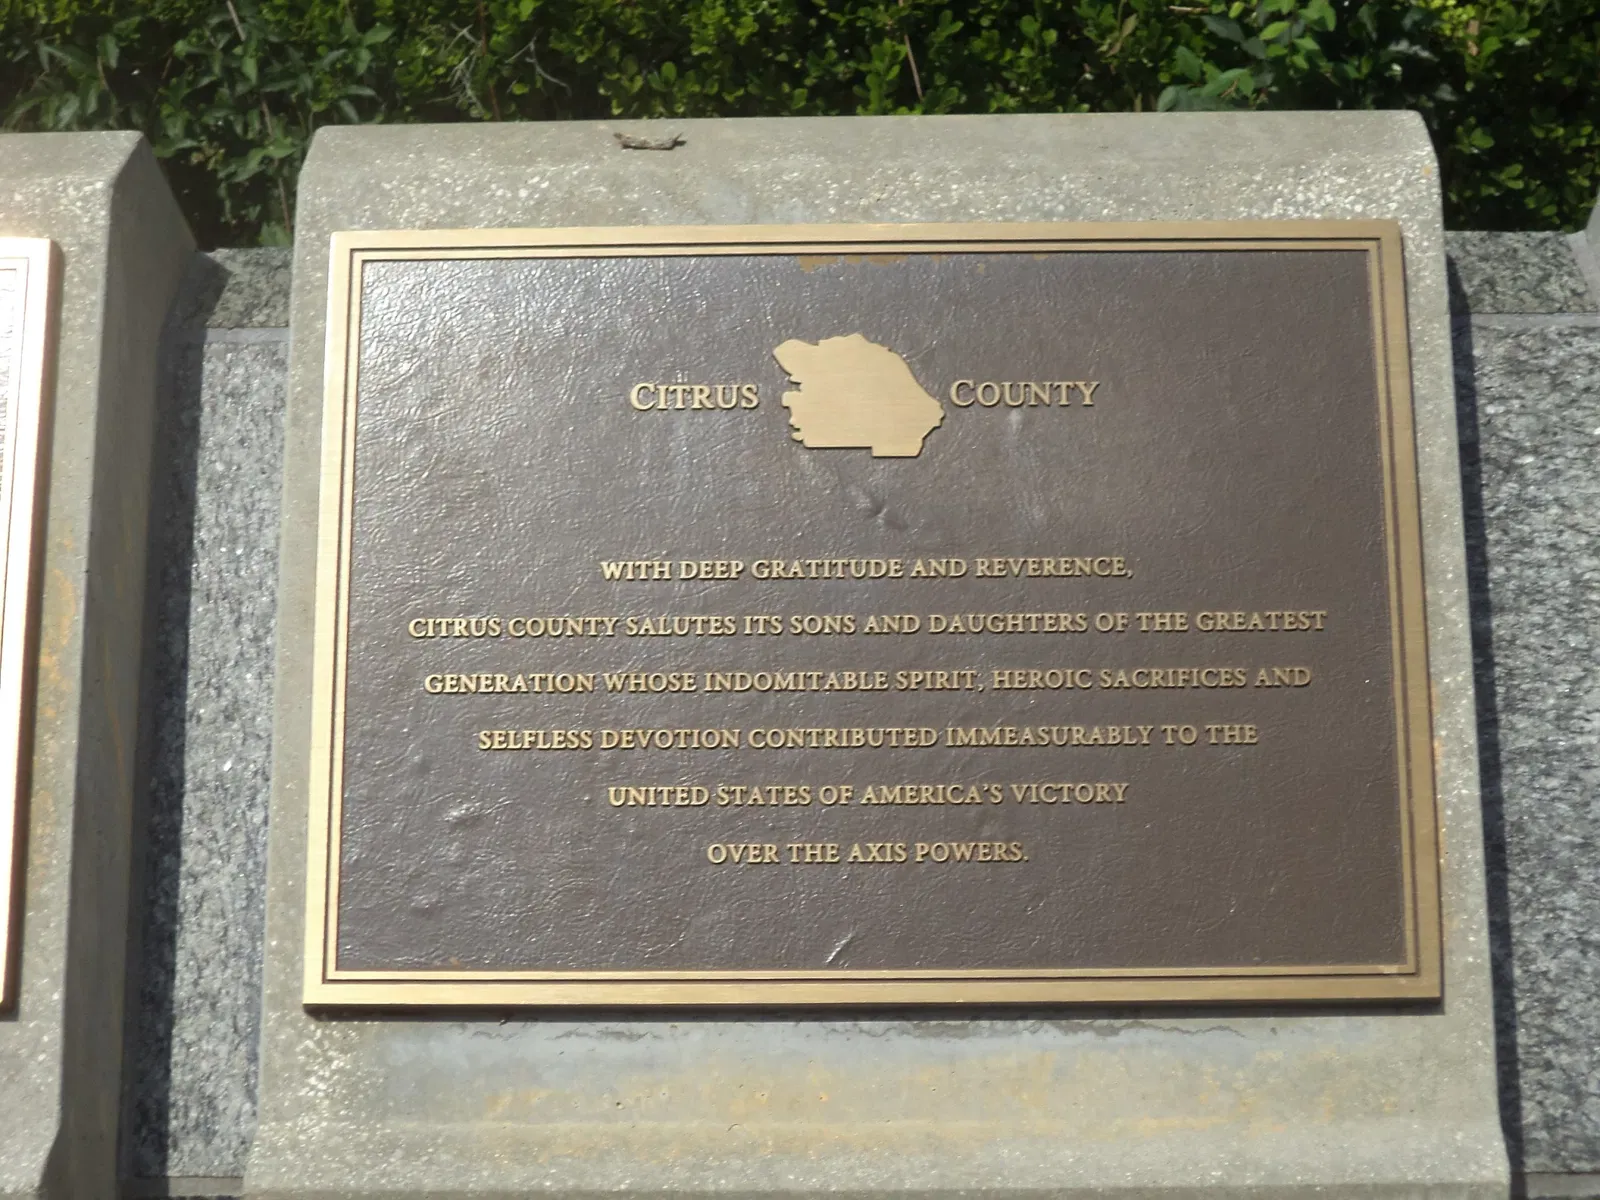 CITRUS COUNTY
WITH DEEP GRATITUDE AND REVERENCE,
CITRUS COUNTY SALUTES ITS SONS AND DAUGHTERS OF THE GREATEST
GENERATION WHOSE INDOMITABLE SPIRIT, HEROIC SACRIFICES AND
SELFLESS DEVOTION CONTRIBUTED IMMEASURABLY TO THE
UNITED STATES OF AMERICA'S VICTORY
OVER THE AXIS POWERS.